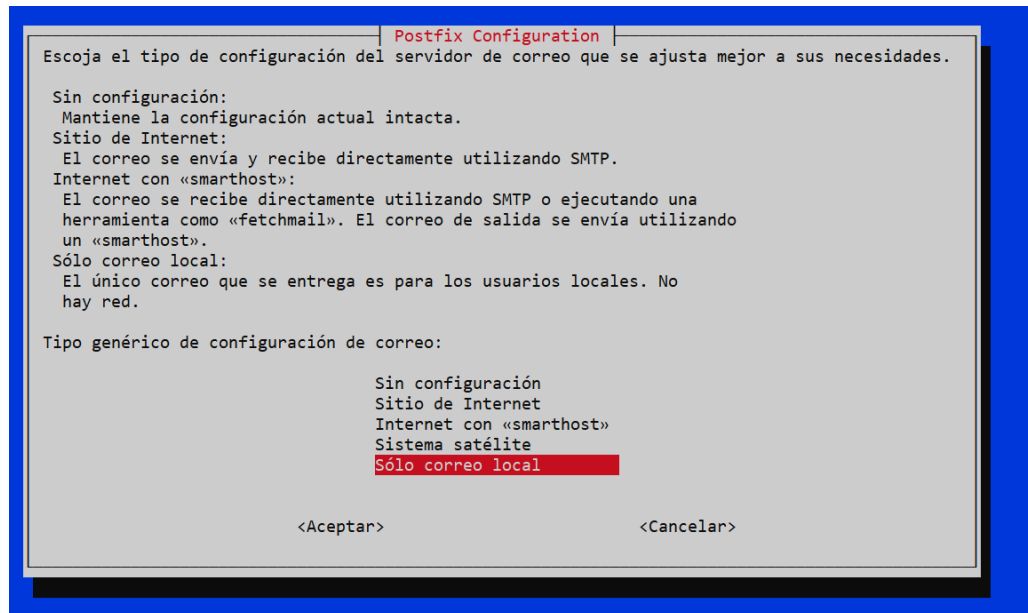 Postfix Configuration
Escoja el tipo de configuración del servidor de correo que se ajusta mejor a sus necesidades.
Sin configuración:
Mantiene la configuración actual intacta.
Sitio de Internet:
El correo se envía y recibe directamente utilizando SMTP.
Internet con «smarthost»:
El correo se recibe directamente utilizando SMTP o ejecutando una
herramienta como «fetchmail». El correo de salida se envía utilizando
un «smarthost».
Sólo correo local:
El único correo que se entrega es para los usuarios locales. No
hay red.
Tipo genérico de configuración de correo:
Sin configuración
Sitio de Internet
Internet con «smarthost»
Sistema satélite
Sólo correo local
<Aceptar> <Cancelar>